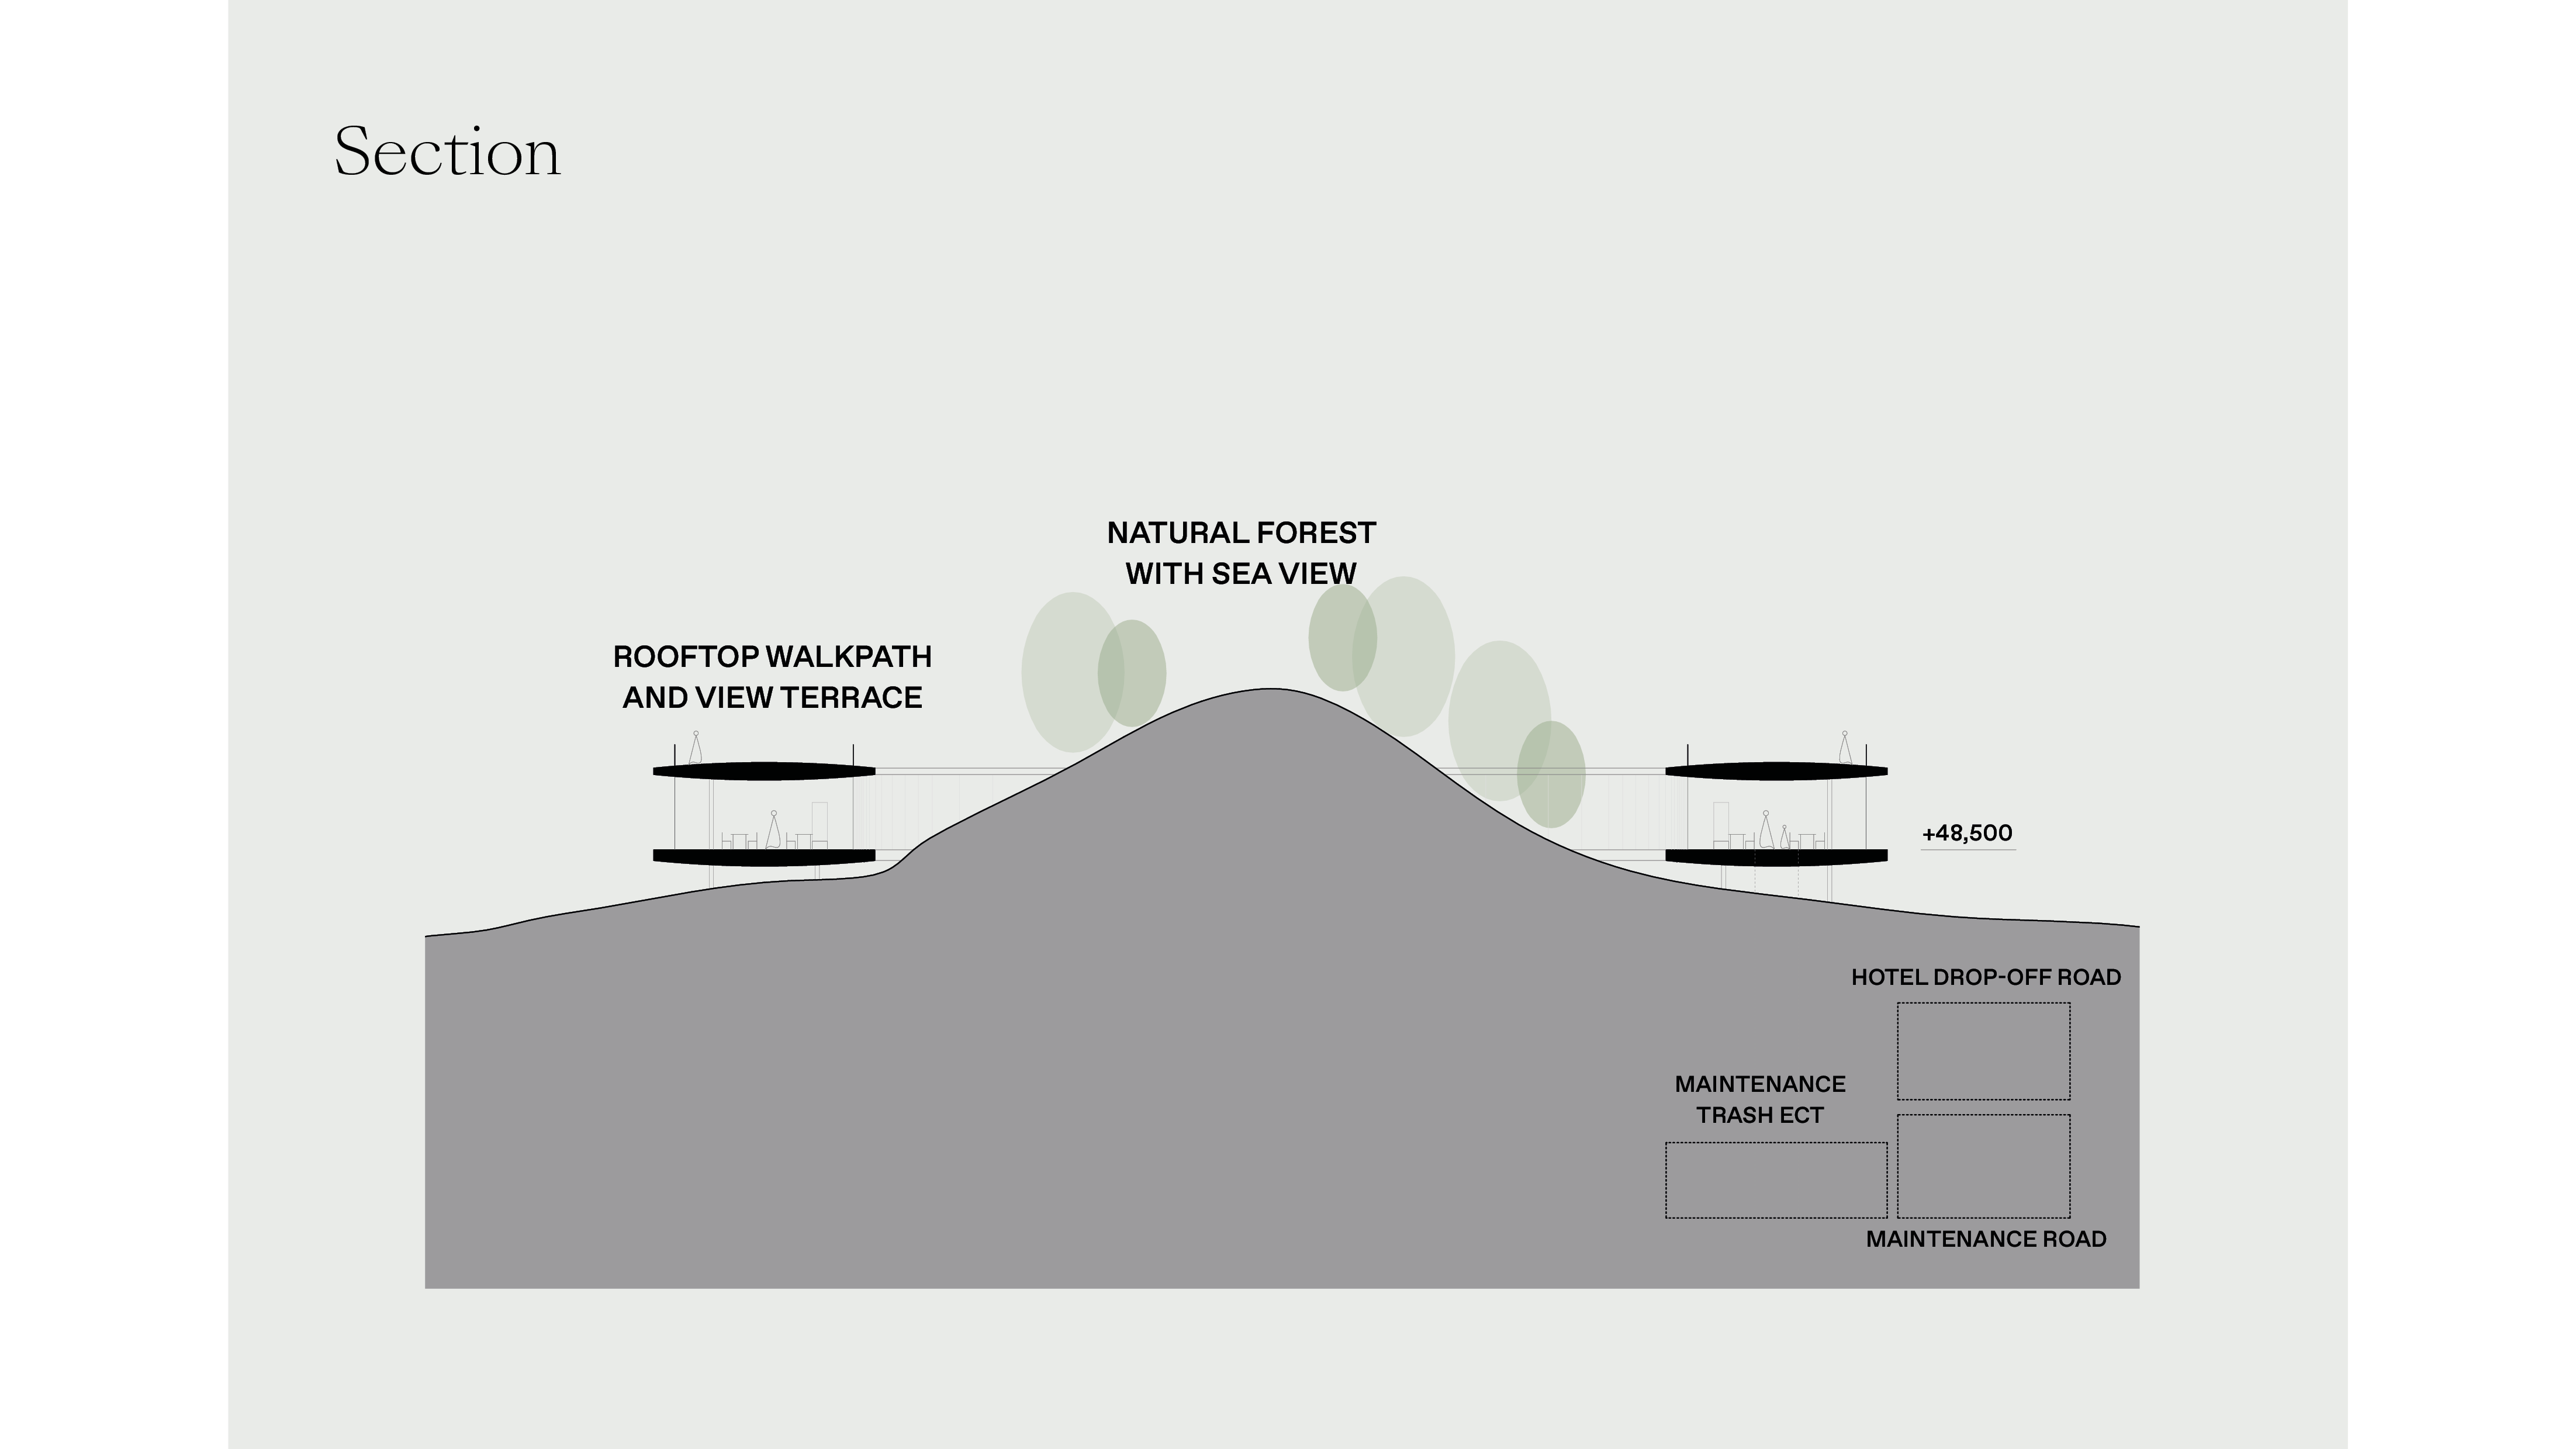 Section
NATURAL FOREST
WITH SEA VIEW
ROOFTOP WALKPATH
AND VIEW TERRACE
+48,500
HOTEL DROP-OFF ROAD
MAINTENANCE
TRASH ECT
MAINTENANCE ROAD